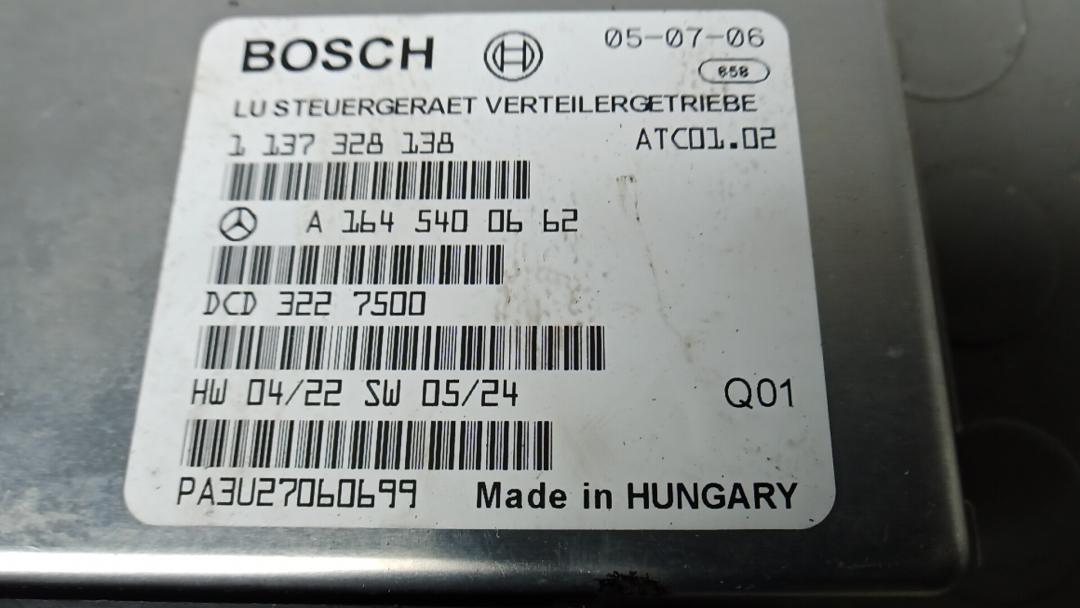 BOSCH
05-07-06
658
LU STEUERGERAET VERTEILERGETRIEBE
1 137 328 138
ATC01.02
A 164 540 06 62
DCD 322 7500
HW 04/22 SW 05/24
Q01
PA3U27060699
Made in HUNGARY